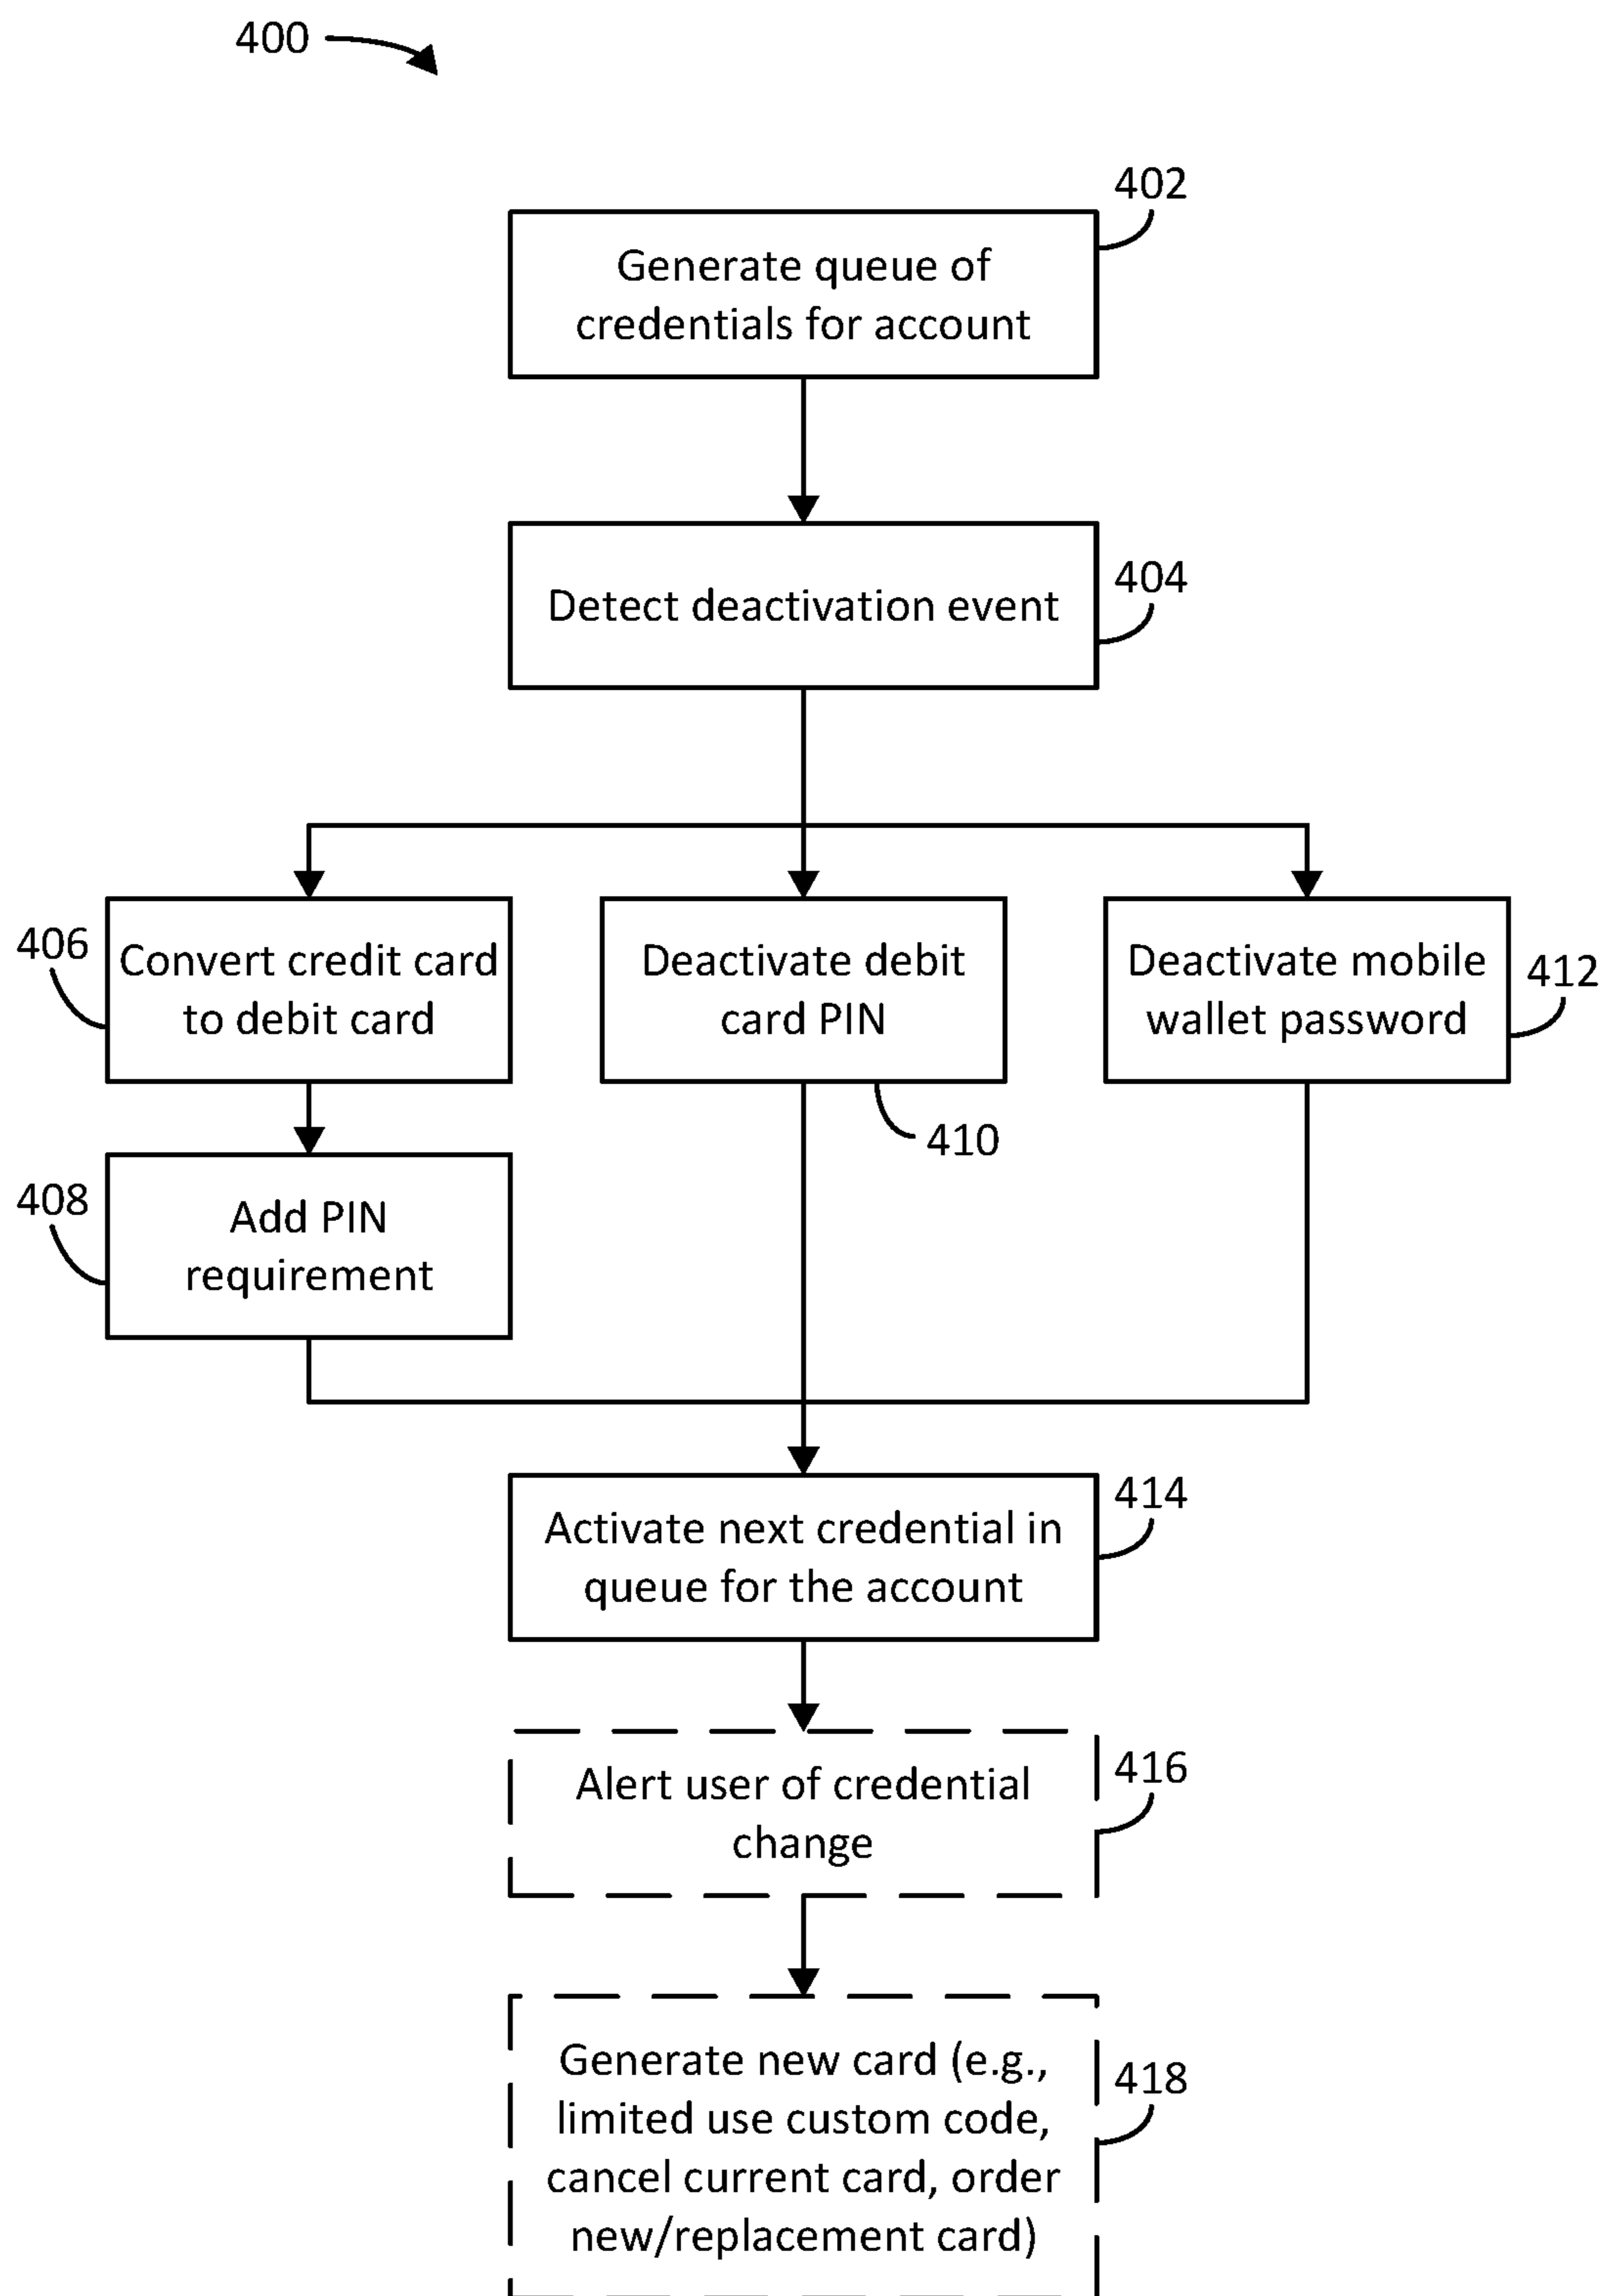 400
402
Generate queue of
credentials for account
404
Detect deactivation event
406
Convert credit card
to debit card
Deactivate debit
card PIN
410
Deactivate mobile
wallet password
412
408
Add PIN
requirement
414
Activate next credential in
queue for the account
416
Alert user of credential
change
418
Generate new card (e.g.,
limited use custom code,
cancel current card, order
new/replacement card)